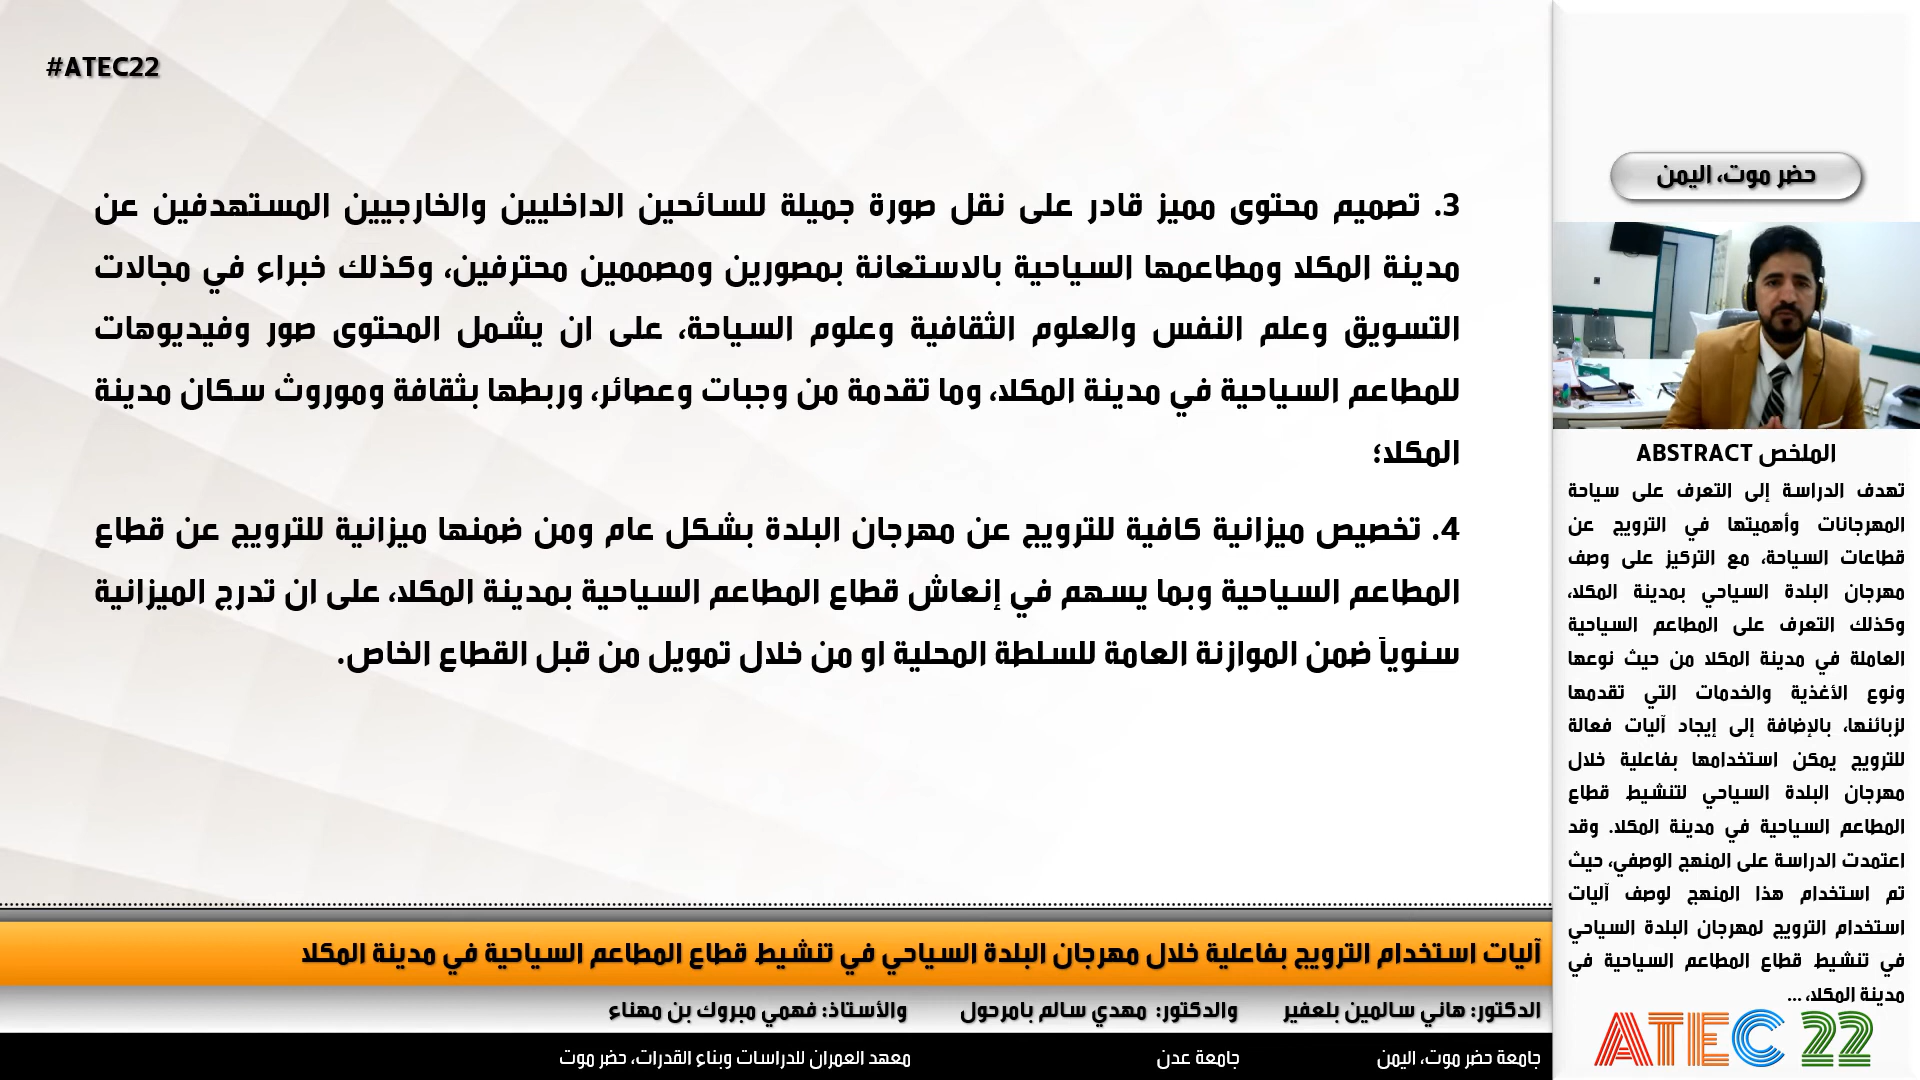 #ATEC22
3. تصميم محتوى مميز قادر على نقل صورة جميلة للسائحين الداخليين والخارجيين المستهدفين عن
مدينة المكلا ومطاعمها السياحية بالاستعانة بمصورين ومصممين محترفين، وكذلك خبراء في مجالات
التسويق وعلم النفس والعلوم الثقافية وعلوم السياحة، على ان يشمل المحتوى صور وفيديوهات
للمطاعم السياحية في مدينة المكلا، وما تقدمة من وجبات وعصائر، وربطها بثقافة وموروث سكان مدينة
المكلا؛
4. تخصيص ميزانية كافية للترويج عن مهرجان البلدة بشكل عام ومن ضمنها ميزانية للترويج عن قطاع
المطاعم السياحية وبما يسهم في إنعاش قطاع المطاعم السياحية بمدينة المكلا، على ان تدرج الميزانية
سنوياً ضمن الموازنة العامة للسلطة المحلية او من خلال تمويل من قبل القطاع الخاص.
حضر موت، اليمن
الملخص ABSTRACT
تهدف الدراسة إلى التعرف على سياحة
المهرجانات وأهميتها في الترويج عن
قطاعات السياحة، مع التركيز على وصف
مهرجان البلدة السياحي بمدينة المكلا،
وكذلك التعرف على المطاعم السياحية
العاملة في مدينة المكلا من حيث نوعها
ونوع الأغذية والخدمات التي تقدمها
لزبائنها، بالإضافة إلى إيجاد آليات فعالة
للترويج يمكن استخدامها بفاعلية خلال
مهرجان البلدة السياحي لتنشيط قطاع
المطاعم السياحية في مدينة المكلا. وقد
اعتمدت الدراسة على المنهج الوصفي، حيث
تم استخدام هذا المنهج لوصف آليات
استخدام الترويج لمهرجان البلدة السياحي
في تنشيط قطاع المطاعم السياحية في
مدينة المكلا، ...
ATEC 22
آليات استخدام الترويج بفاعلية خلال مهرجان البلدة السياحي في تنشيط قطاع المطاعم السياحية في مدينة المكلا
الدكتور: هاني سالمين بلعفير والدكتور: مهدي سالم بامرحول والأستاذ: فهمي مبروك بن مهناء
جامعة حضر موت، اليمن جامعة عدن معهد العمران للدراسات وبناء القدرات، حضر موت